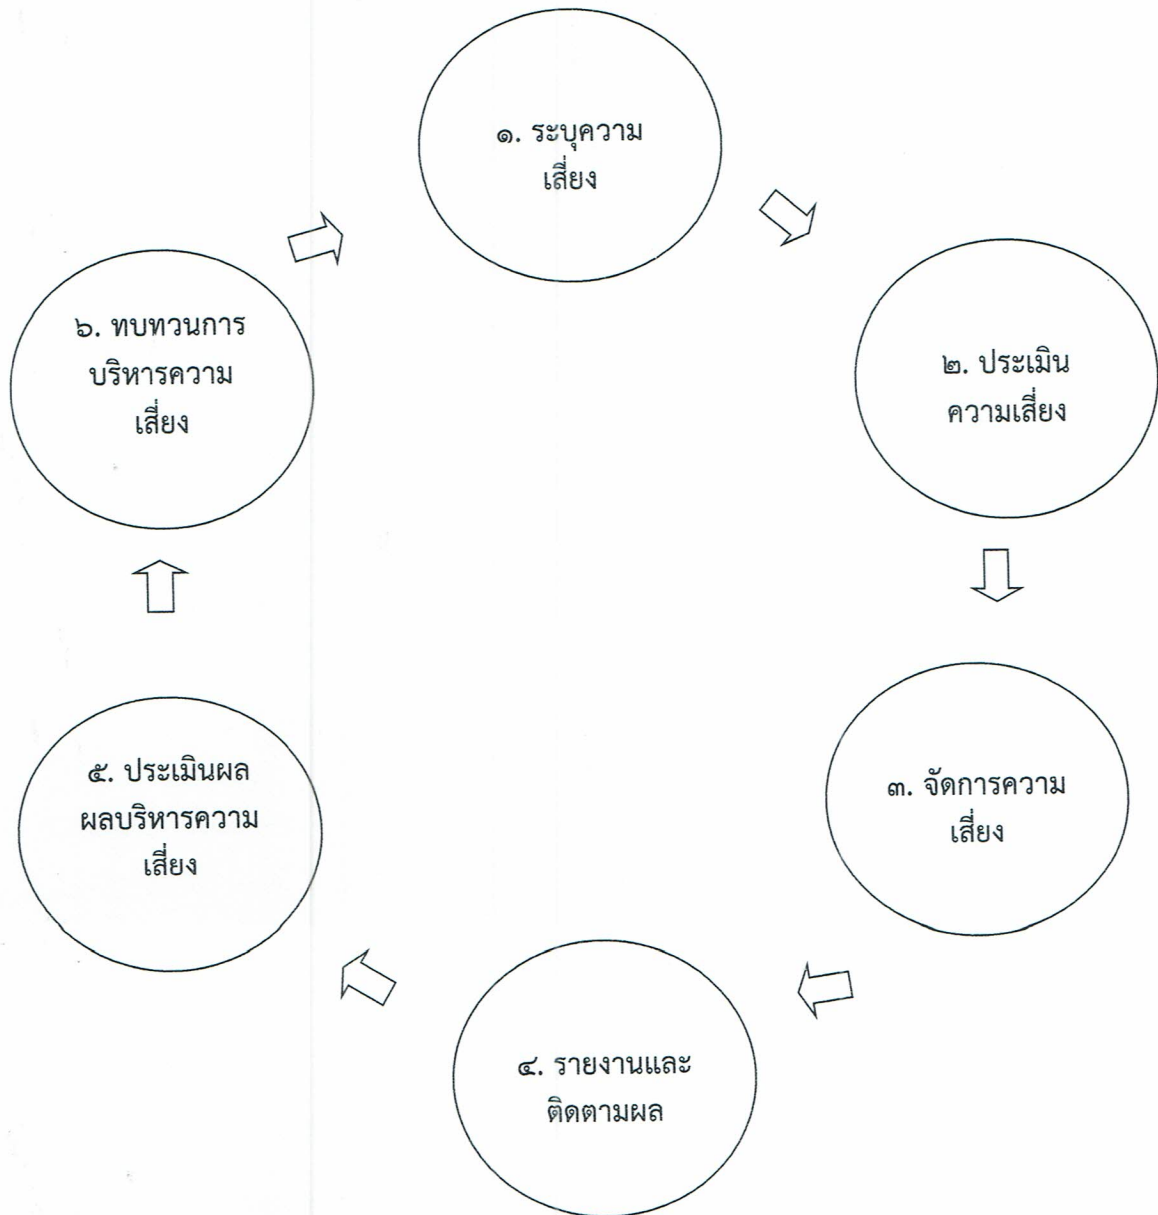 ๑. ระบุความ
เสี่ยง
๒. ประเมิน
ความเสี่ยง
๓. จัดการความ
เสี่ยง
๔. รายงานและ
ติดตามผล
๕. ประเมินผล
ผลบริหารความ
เสี่ยง
๖. ทบทวนการ
บริหารความ
เสี่ยง